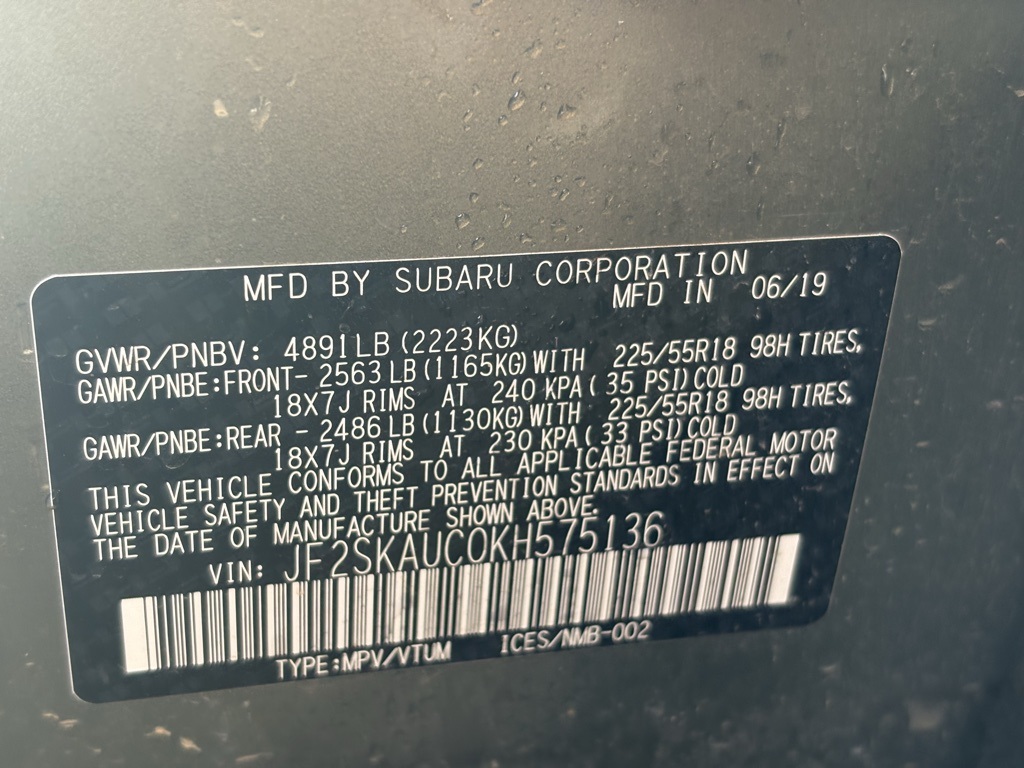 MFD BY SUBARU CORPORATION
MFD IN 06/19
GVWR/PNBV: 4891LB (2223KG)
GAWR/PNBE:FRONT- 2563 LB (1165KG) WITH 225/55R18 98H TIRES,
18X7J RIMS AT 240 KPA ( 35 PSI) COLD
GAWR/PNBE:REAR - 2486 LB (1130KG) WITH 225/55R18 98H TIRES,
18X7J RIMS AT 230 KPA ( 33 PSI) COLD
THIS VEHICLE CONFORMS TO ALL APPLICABLE FEDERAL MOTOR
VEHICLE SAFETY AND THEFT PREVENTION STANDARDS IN EFFECT ON
THE DATE OF MANUFACTURE SHOWN ABOVE.
VIN: JF2SKAUC0KH575136
TYPE:MPV/VTUM ICES/NMB-002